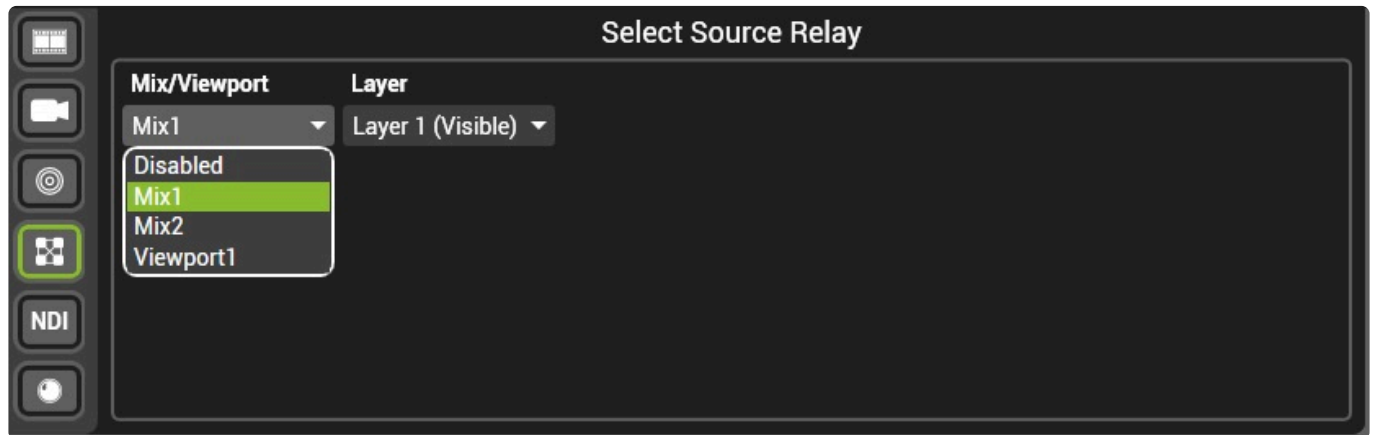 Select Source Relay
Mix/Viewport Layer
Mix1 Layer 1 (Visible)
Disabled
Mix1
Mix2
Viewport1
NDI